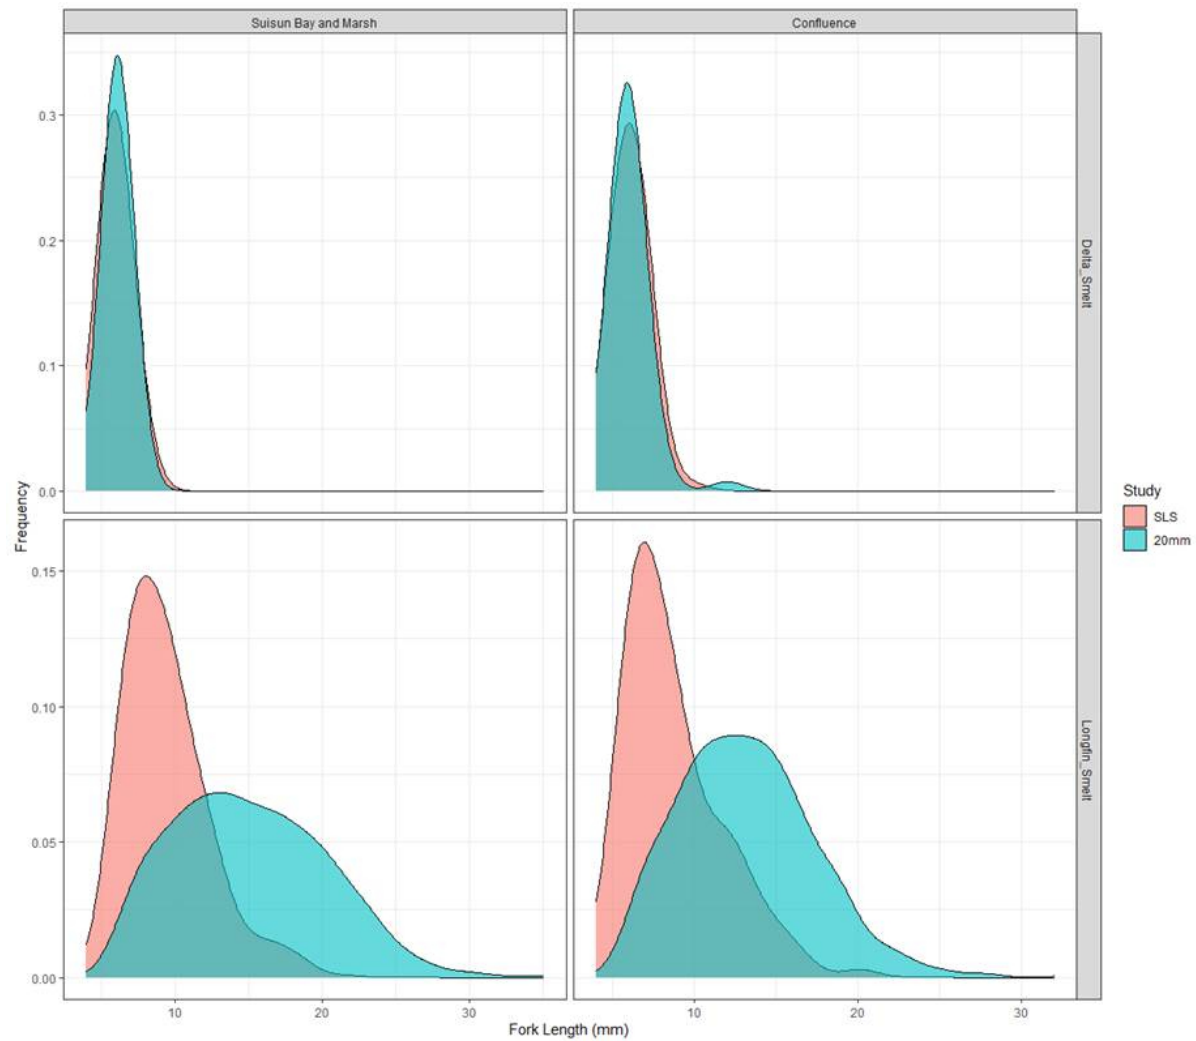 Suisun Bay and Marsh
Confluence
0.3
0.2
0.1
0.0
Delta_Smelt
Frequency
Study
SLS
20mm
0.15
0.10
0.05
0.00
Longfin_Smelt
10
20
30
10
20
30
Fork Length (mm)